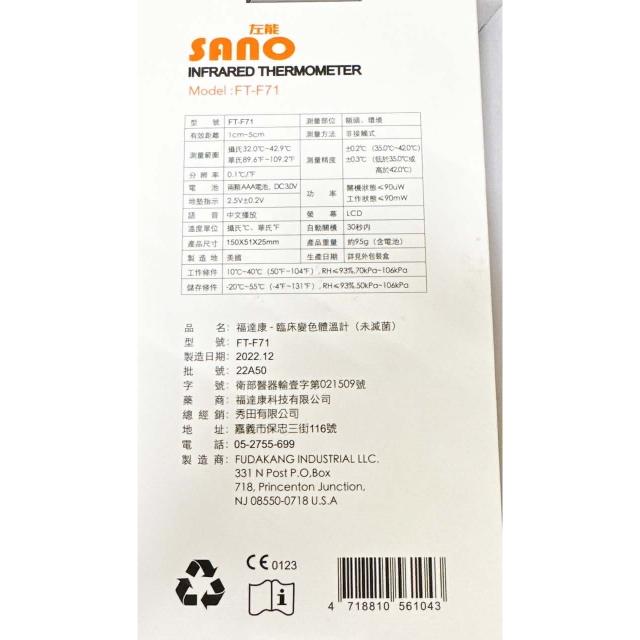 左能
SANO
INFRARED THERMOMETER
Model :FT-F71
型 號 FT-F71 測量部位 額頭、環境
有效距離 1cm~5cm 測量方法 非接觸式
測量範圍 攝氏32.0℃~42.9℃ 測量精度 ±0.2℃ (35.0℃~42.0℃)
華氏89.6℉~109.2℉ ±0.3℃ (低於35.0℃或
高於42.0℃)
分 辨 率 0.1℃/℉
電 池 兩顆AAA電池, DC3.0V 功 率 關機狀態≤90uW
地墊指示 2.5V±0.2V 工作狀態≤90mW
語 音 中文播放 螢 幕 LCD
溫度單位 攝氏℃、華氏℉ 自動關機 30秒內
產品尺寸 150X51X25mm 產品重量 約95g (含電池)
製 造 地 美國 生產日期 詳見外包裝盒
工作條件 10℃~40℃ (50℉~104℉) , RH≤93%,70kPa~106kPa
儲存條件 -20℃~55℃ (-4℉~131℉) , RH≤93%,50kPa~106kPa
品 名: 福達康 - 臨床變色體溫計 (未滅菌)
型 號: FT-F71
製造日期: 2022.12
批 號: 22A50
字 號: 衛部醫器輸壹字第021509號
藥 商: 福達康科技有限公司
總 經 銷: 秀田有限公司
地 址: 嘉義市保忠三街116號
電 話: 05-2755-699
製 造 商: FUDAKANG INDUSTRIAL LLC.
331 N Post P.O,Box
718, Princenton Junction,
NJ 08550-0718 U.S.A
CE 0123
i
4 718810 561043